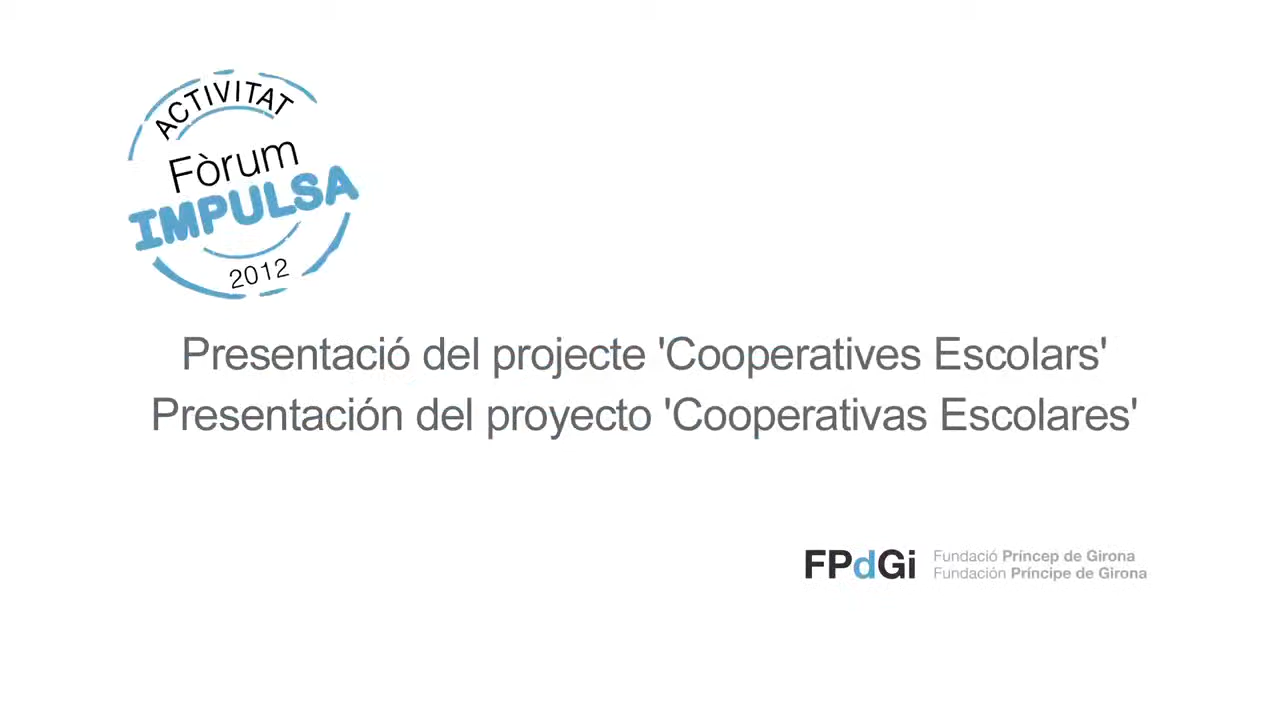 ACTIVITAT
Fòrum
IMPULSA
2012
Presentació del projecte 'Cooperatives Escolars'
Presentación del proyecto 'Cooperativas Escolares'
FPdGi
Fundació Príncep de Girona
Fundación Príncipe de Girona